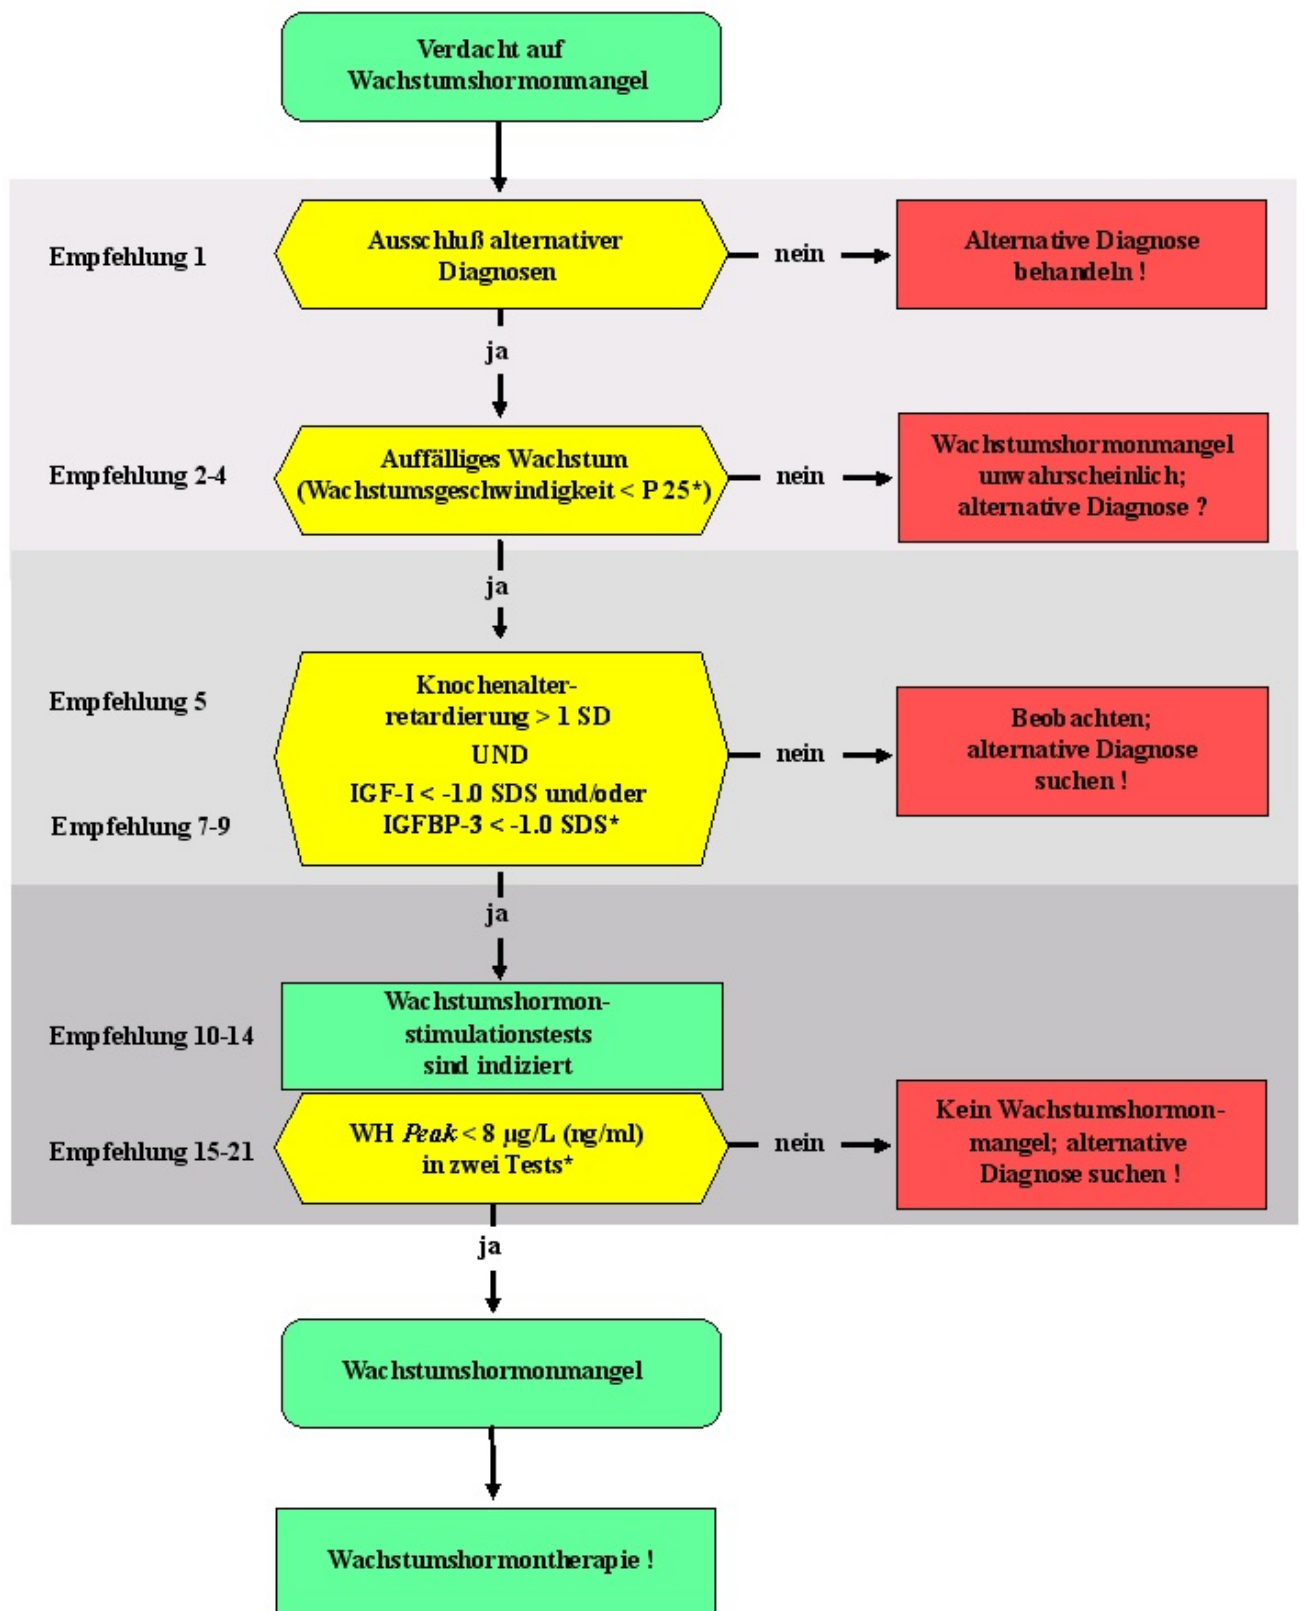 Verdacht auf
Wachstumshormonmangel
Empfehlung 1
Ausschluß alternativer
Diagnosen
nein
Alternative Diagnose
behandeln !
ja
Empfehlung 2-4
Auffälliges Wachstum
(Wachstumsgeschwindigkeit < P 25*)
nein
Wachstumshormonmangel
unwahrscheinlich;
alternative Diagnose ?
ja
Empfehlung 5
Empfehlung 7-9
Knochenalter-
retardierung > 1 SD
UND
IGF-I < -1.0 SDS und/oder
IGFBP-3 < -1.0 SDS*
nein
Beobachten;
alternative Diagnose
suchen !
ja
Empfehlung 10-14
Wachstumshormon-
stimulationstests
sind indiziert
Empfehlung 15-21
WH Peak < 8 µg/L (ng/ml)
in zwei Tests*
nein
Kein Wachstumshormon-
mangel; alternative
Diagnose suchen !
ja
Wachstumshormonmangel
Wachstumshormontherapie !